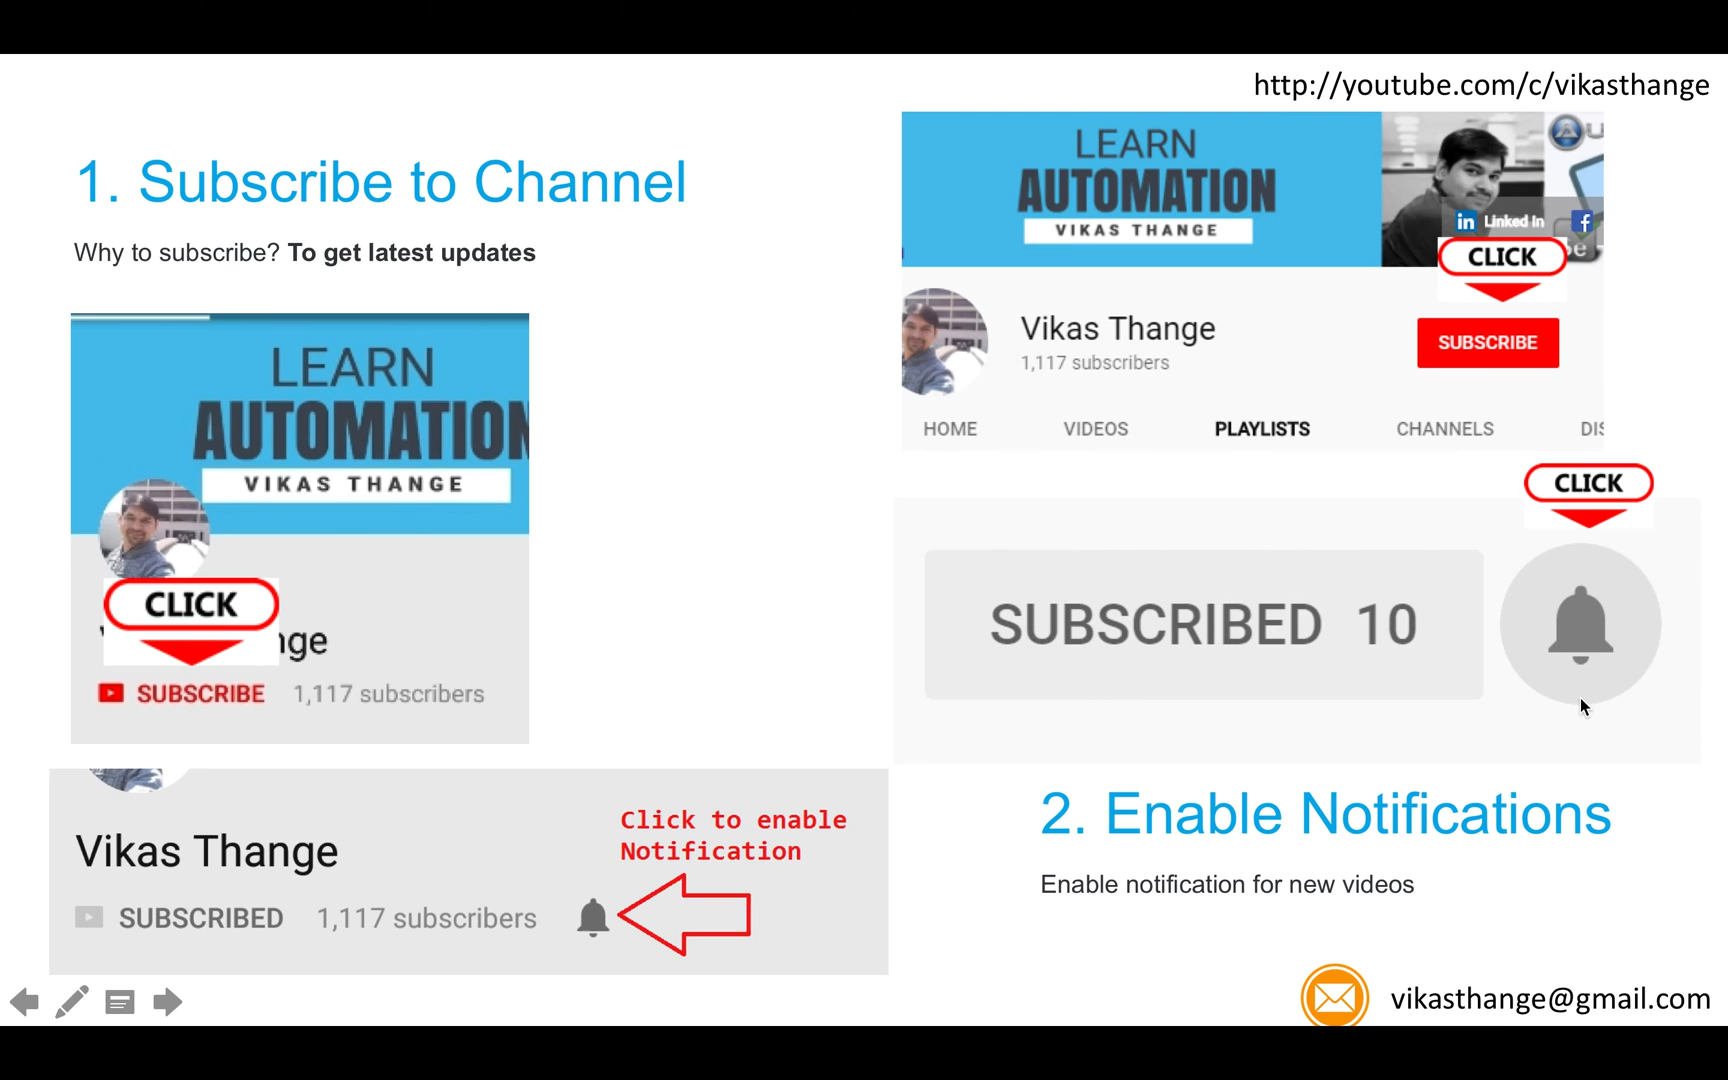 http://youtube.com/c/vikasthange
1. Subscribe to Channel
Why to subscribe? To get latest updates
LEARN
AUTOMATION
VIKAS THANGE
CLICK
nge
SUBSCRIBE 1,117 subscribers
Vikas Thange
SUBSCRIBED 1,117 subscribers
Click to enable
Notification
LEARN
AUTOMATION
VIKAS THANGE
Linked In
CLICK
Vikas Thange
1,117 subscribers
SUBSCRIBE
HOME VIDEOS PLAYLISTS CHANNELS DIS
CLICK
SUBSCRIBED 10
2. Enable Notifications
Enable notification for new videos
vikasthange@gmail.com